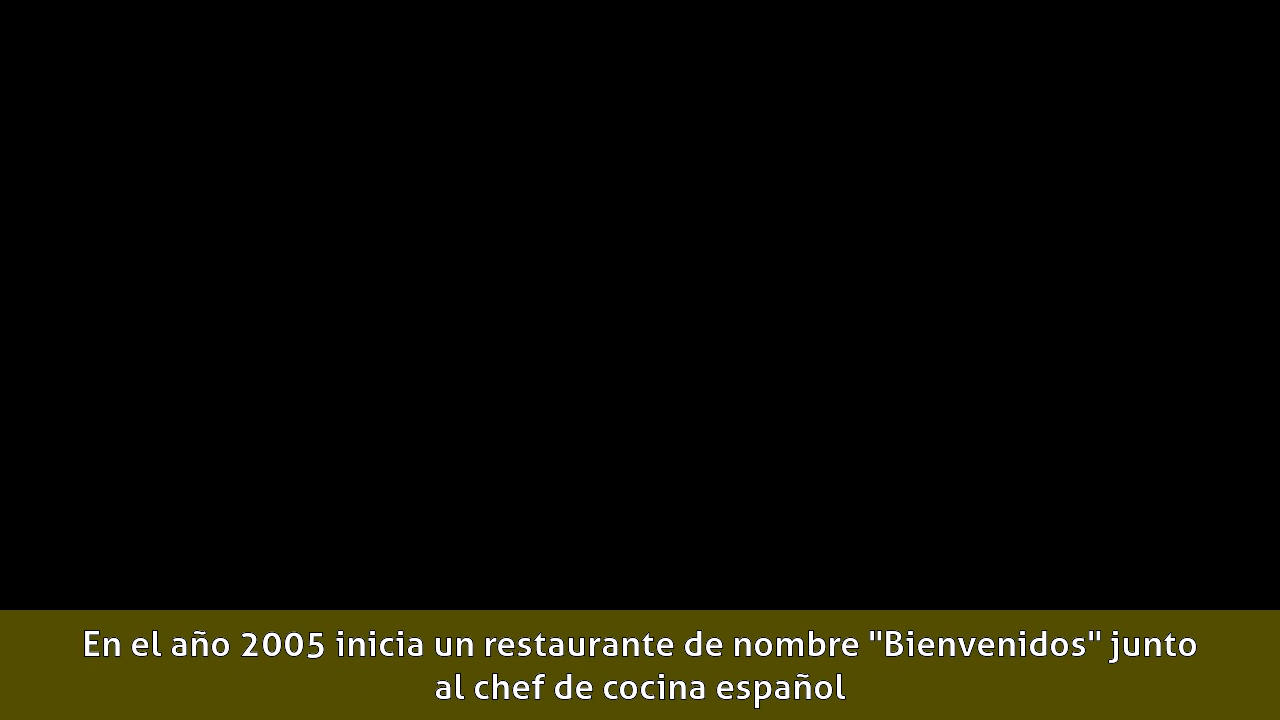 En el año 2005 inicia un restaurante de nombre "Bienvenidos" junto
al chef de cocina español